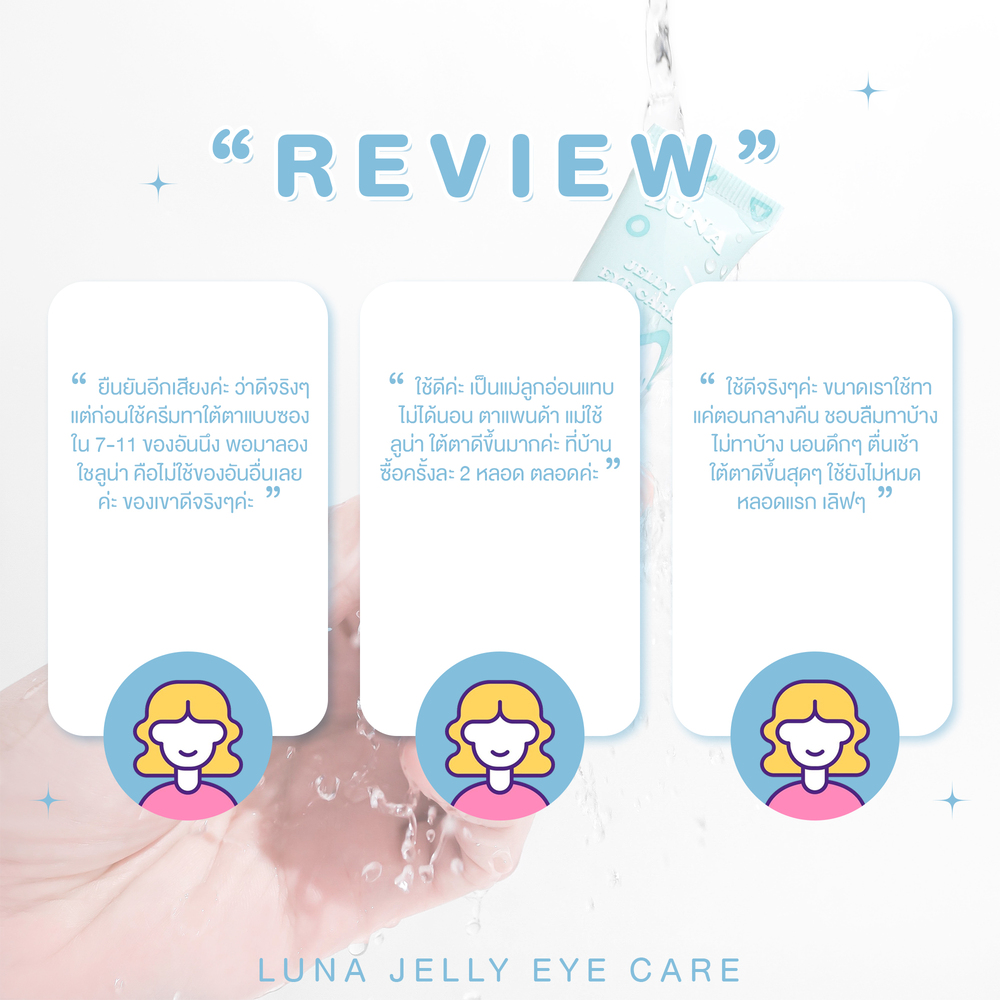 “REVIEW”
LUNA
JELLY
EYE CARE
“ ยืนยันอีกเสียงค่ะ ว่าดีจริงๆ
แต่ก่อนใช้ครีมทาใต้ตาแบบซอง
ใน 7-11 ของอันนึง พอมาลอง
ใชลูน่า คือไม่ใช้ของอันอื่นเลย
ค่ะ ของเขาดีจริงๆค่ะ ”
“ ใช้ดีค่ะ เป็นแม่ลูกอ่อนแทบ
ไม่ได้นอน ตาแพนด้า แม่ใช้
ลูน่า ใต้ตาดีขึ้นมากค่ะ ที่บ้าน
ซื้อครั้งละ 2 หลอด ตลอดค่ะ ”
“ ใช้ดีจริงๆค่ะ ขนาดเราใช้ทา
แค่ตอนกลางคืน ชอบลืมทาบ้าง
ไม่ทาบ้าง นอนดึกๆ ตื่นเช้า
ใต้ตาดีขึ้นสุดๆ ใช้ยังไม่หมด
หลอดแรก เลิฟๆ ”
LUNA JELLY EYE CARE